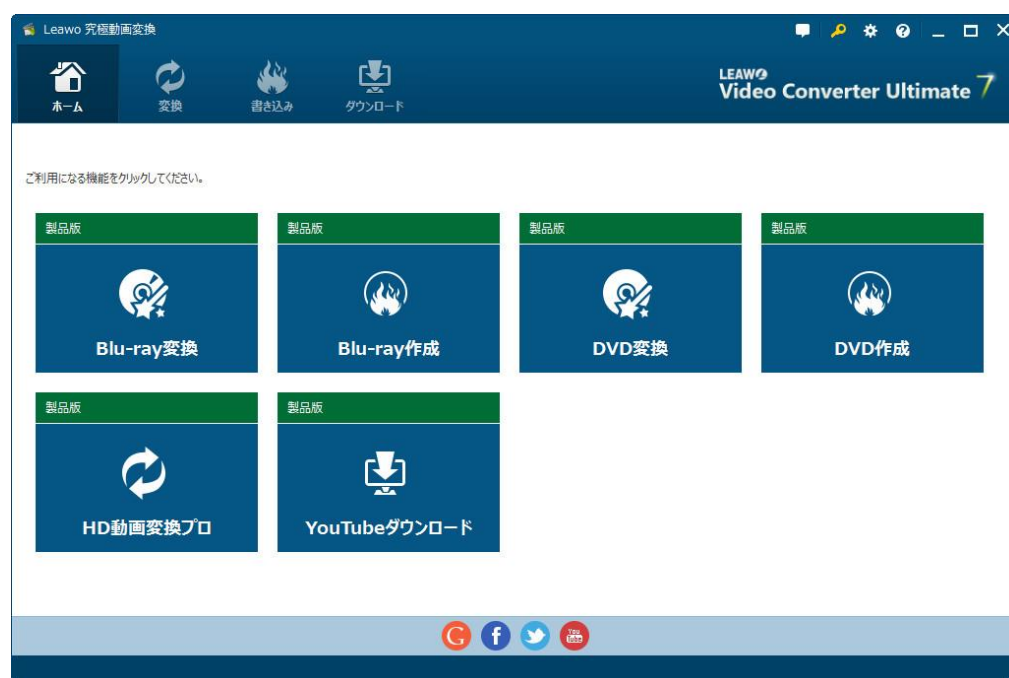 Leawo 究極動画変換
ホーム 変換 書き込み ダウンロード
LEAWO
Video Converter Ultimate 7
ご利用になる機能をクリックしてください。
製品版 製品版 製品版 製品版
Blu-ray変換 Blu-ray作成 DVD変換 DVD作成
製品版 製品版
HD動画変換プロ YouTubeダウンロード
G f You Tube